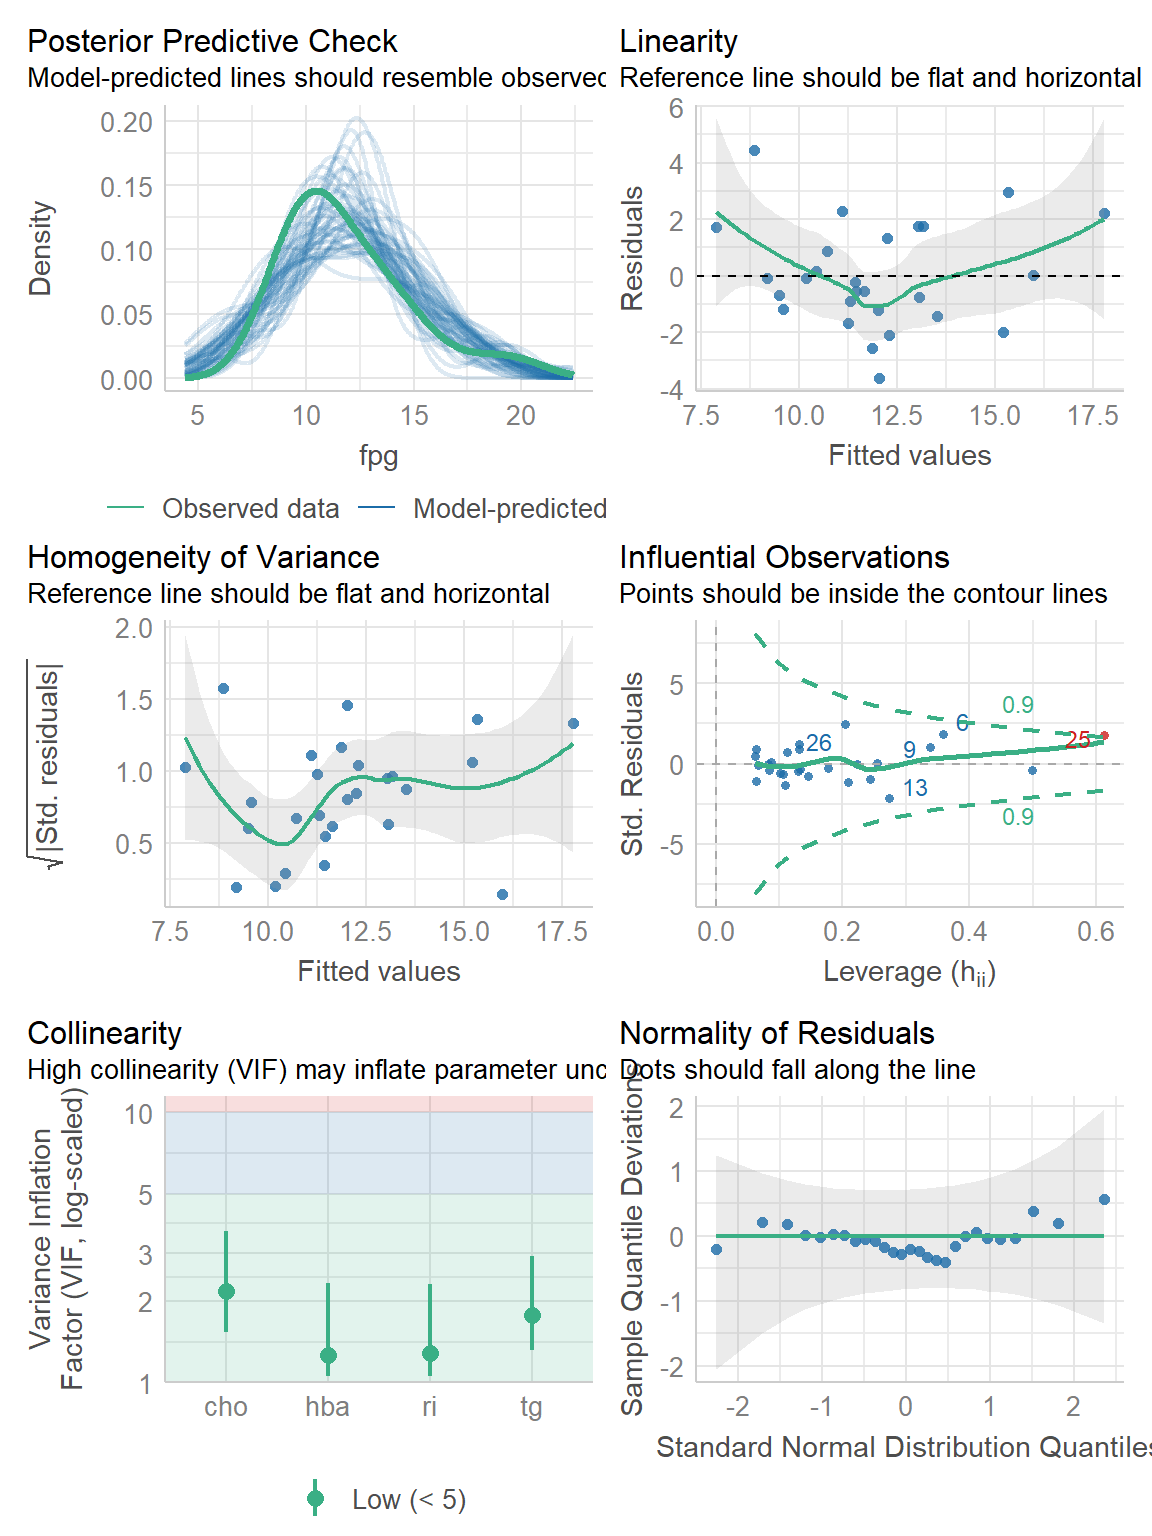 Posterior Predictive Check
Model-predicted lines should resemble observed
0.20
0.15
0.10
0.05
0.00
Density
5 10 15 20
fpg
Observed data Model-predicted
Linearity
Reference line should be flat and horizontal
6
4
2
0
-2
-4
Residuals
7.5 10.0 12.5 15.0 17.5
Fitted values
Homogeneity of Variance
Reference line should be flat and horizontal
2.0
1.5
1.0
0.5
√|Std. residuals|
7.5 10.0 12.5 15.0 17.5
Fitted values
Influential Observations
Points should be inside the contour lines
5
0
-5
Std. Residuals
0.9
6
26
9
25
13
0.9
0.0 0.2 0.4 0.6
Leverage (hii)
Collinearity
High collinearity (VIF) may inflate parameter unc
10
5
3
2
1
Variance Inflation
Factor (VIF, log-scaled)
cho hba ri tg
Low (< 5)
Normality of Residuals
Dots should fall along the line
2
1
0
-1
-2
Sample Quantile Deviations
-2 -1 0 1 2
Standard Normal Distribution Quantiles